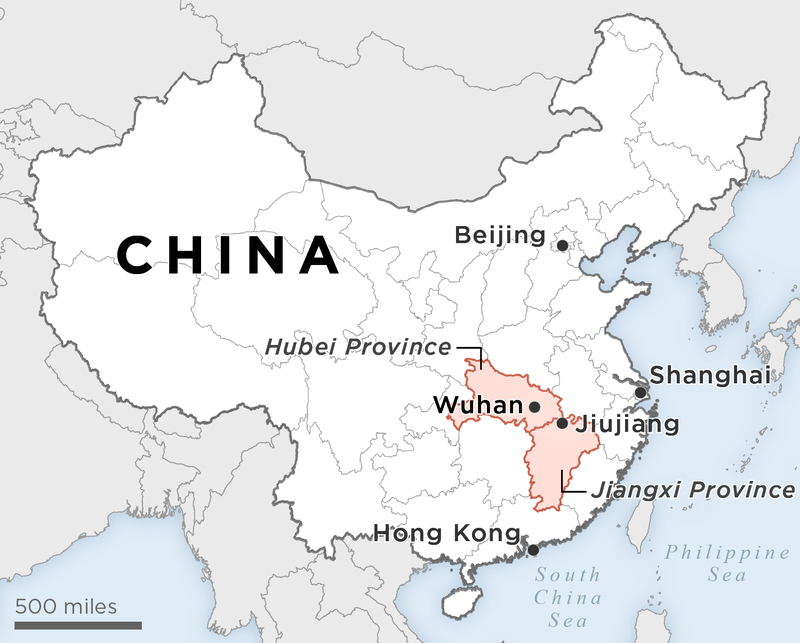 Beijing
CHINA
Hubei Province
Shanghai
Wuhan
Jiujiang
Jiangxi Province
Hong Kong
Philippine
Sea
South
China
Sea
500 miles